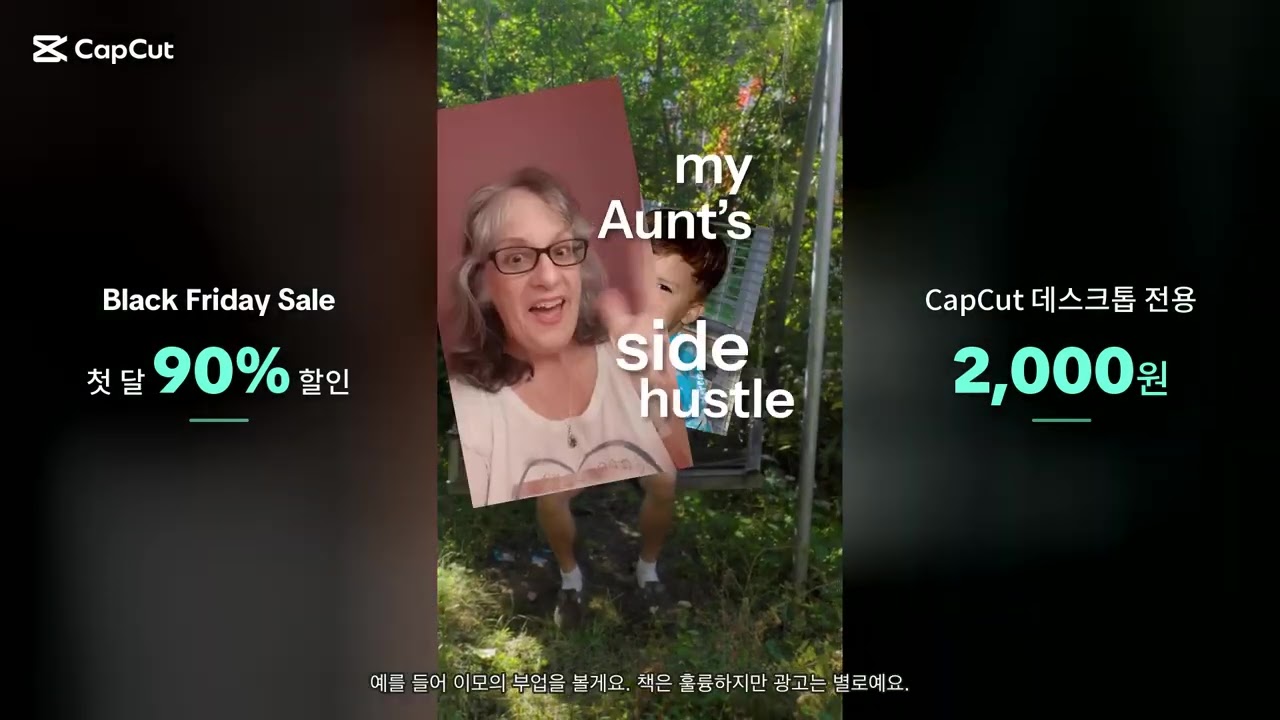 CapCut
Black Friday Sale
첫 달 90% 할인
my
Aunt’s
side
hustle
CapCut 데스크톱 전용
2,000원
예를 들어 이모의 부업을 볼게요. 책은 훌륭하지만 광고는 별로예요.